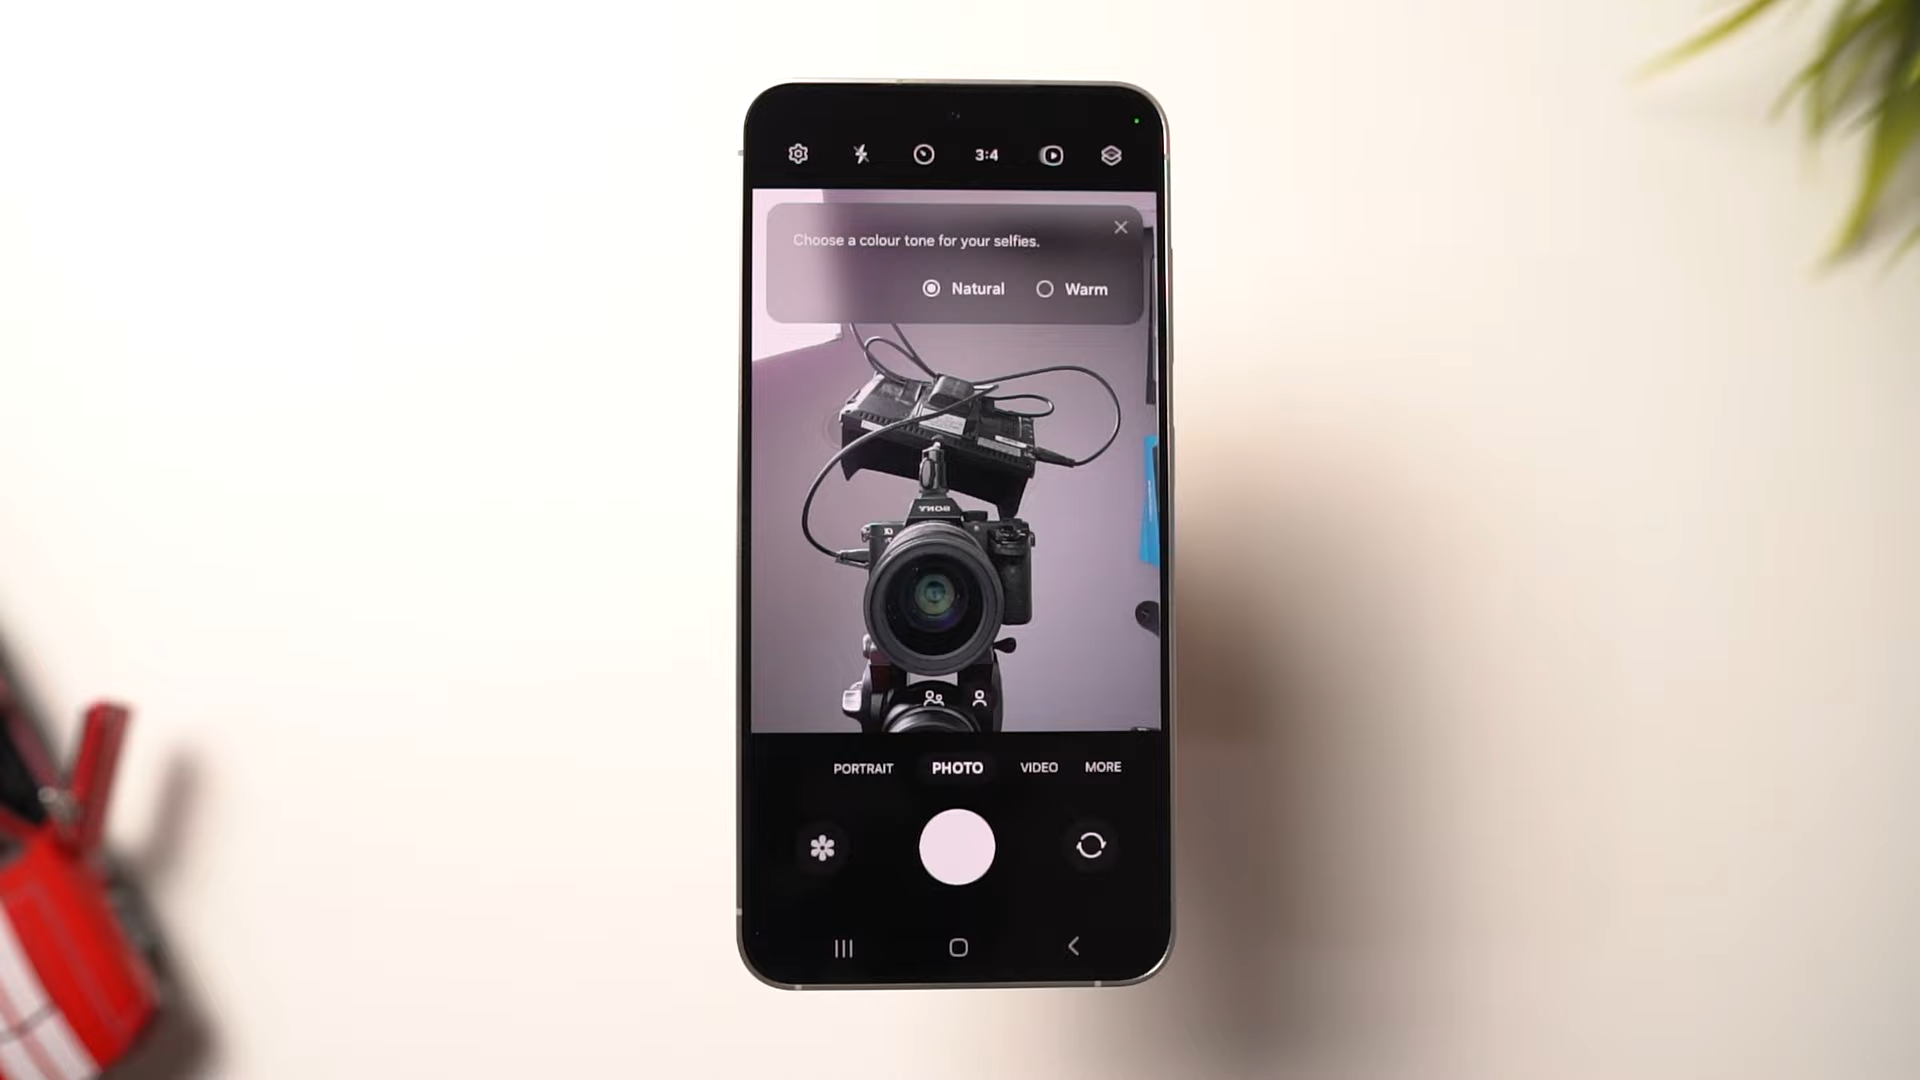 3:4
Choose a colour tone for your selfies.
Natural Warm
SONY
PORTRAIT PHOTO VIDEO MORE